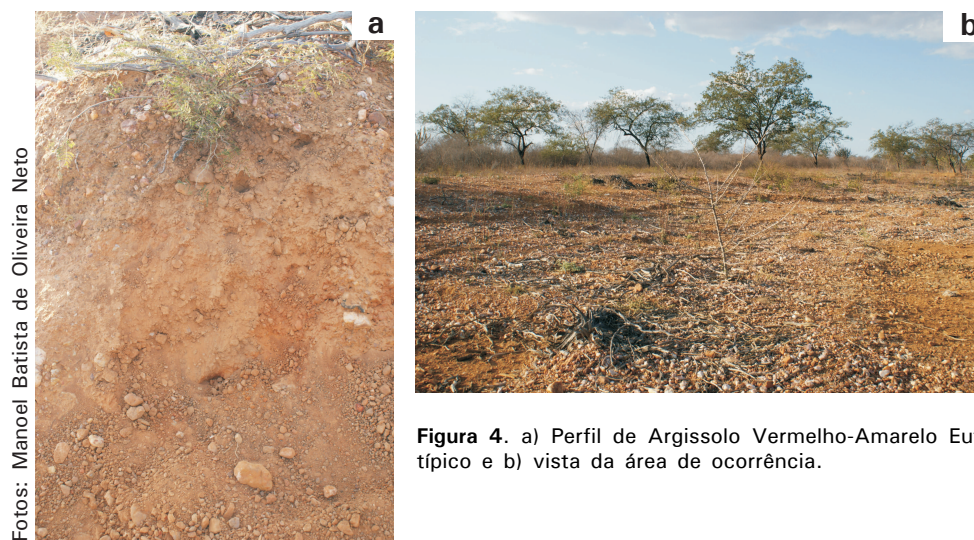 a
b
Fotos: Manoel Batista de Oliveira Neto
Figura 4. a) Perfil de Argissolo Vermelho-Amarelo
típico e b) vista da área de ocorrência.